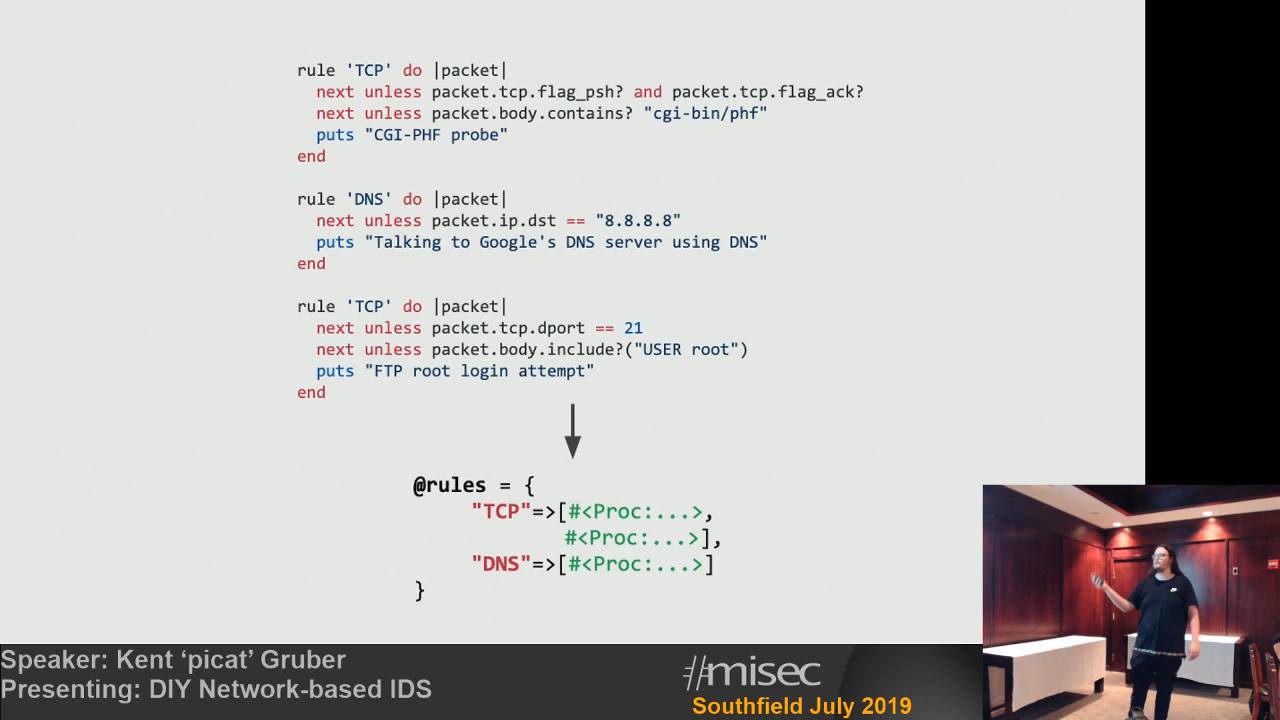 rule 'TCP' do |packet|
  next unless packet.tcp.flag_psh? and packet.tcp.flag_ack?
  next unless packet.body.contains? "cgi-bin/phf"
  puts "CGI-PHF probe"
end
rule 'DNS' do |packet|
  next unless packet.ip.dst == "8.8.8.8"
  puts "Talking to Google's DNS server using DNS"
end
rule 'TCP' do |packet|
  next unless packet.tcp.dport == 21
  next unless packet.body.include?("USER root")
  puts "FTP root login attempt"
end
@rules = {
"TCP"=>[#<Proc:...>,
#<Proc:...>],
"DNS"=>[#<Proc:...>]
}
Speaker: Kent ‘picat’ Gruber
Presenting: DIY Network-based IDS
#misec
Southfield July 2019